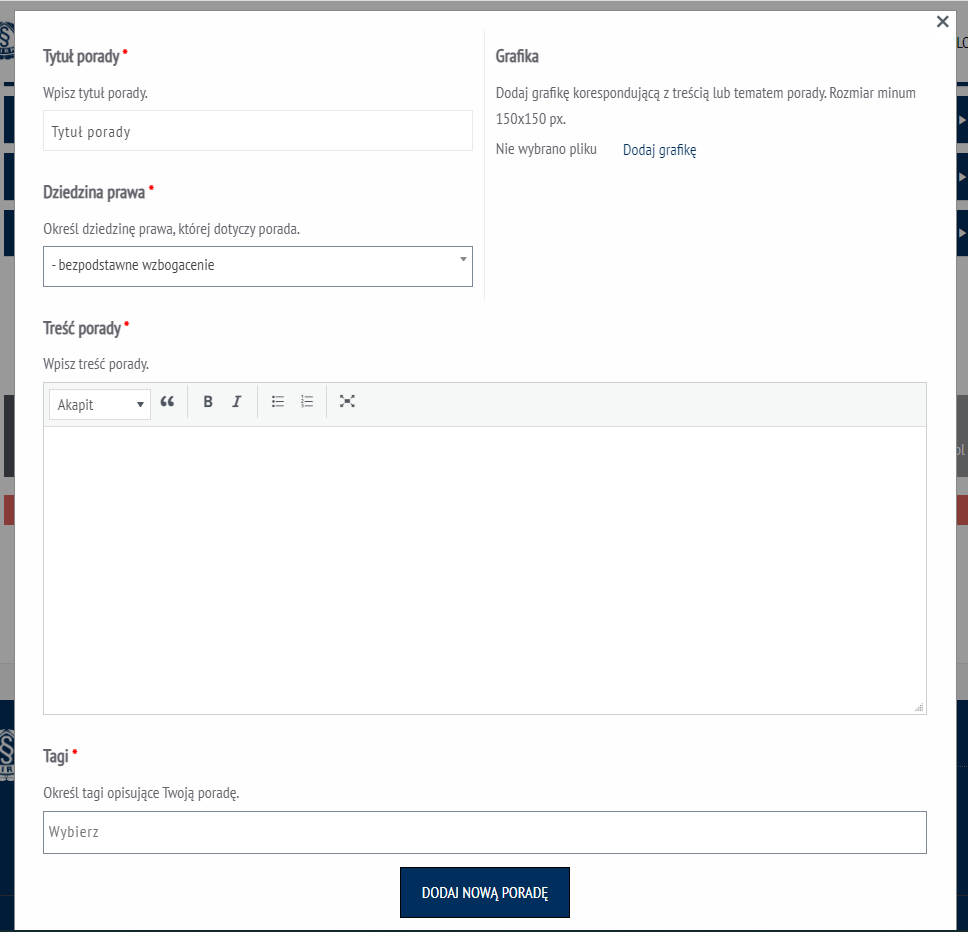 Tytuł porady *
Wpisz tytuł porady.
Tytuł porady
Dziedzina prawa *
Określ dziedzinę prawa, której dotyczy porada.
- bezpodstawne wzbogacenie
Grafika
Dodaj grafikę korespondującą z treścią lub tematem porady. Rozmiar minum
150x150 px.
Nie wybrano pliku Dodaj grafikę
Treść porady *
Wpisz treść porady.
Akapit
B I
Tagi *
Określ tagi opisujące Twoją poradę.
Wybierz
DODAJ NOWĄ PORADĘ